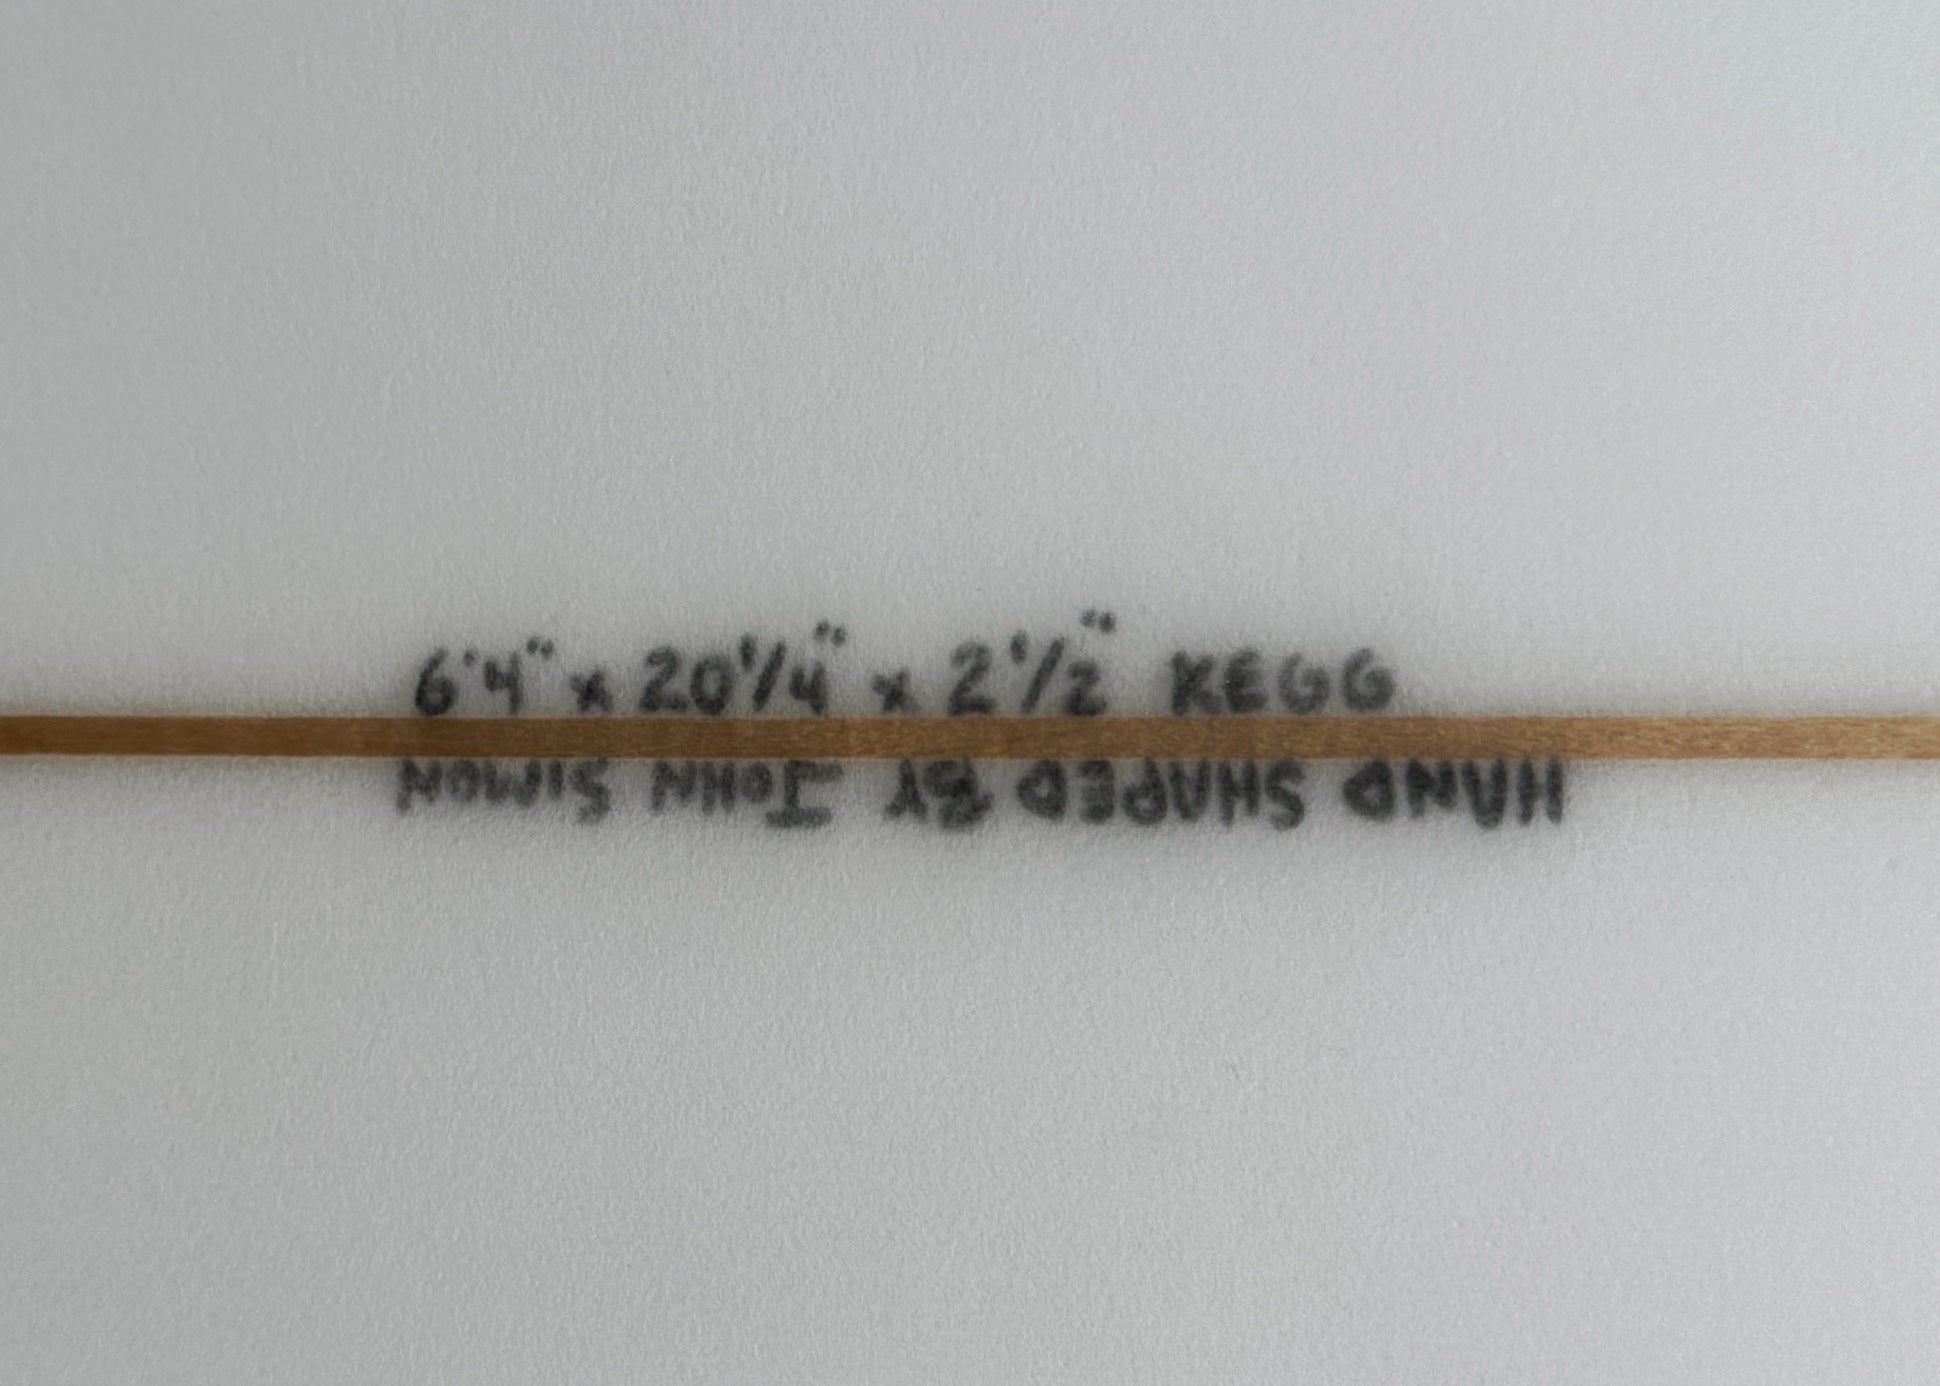 6'4" x 20 1/4" x 2 1/2" KEGG
HAND SHAPED BY JOHN SIMON